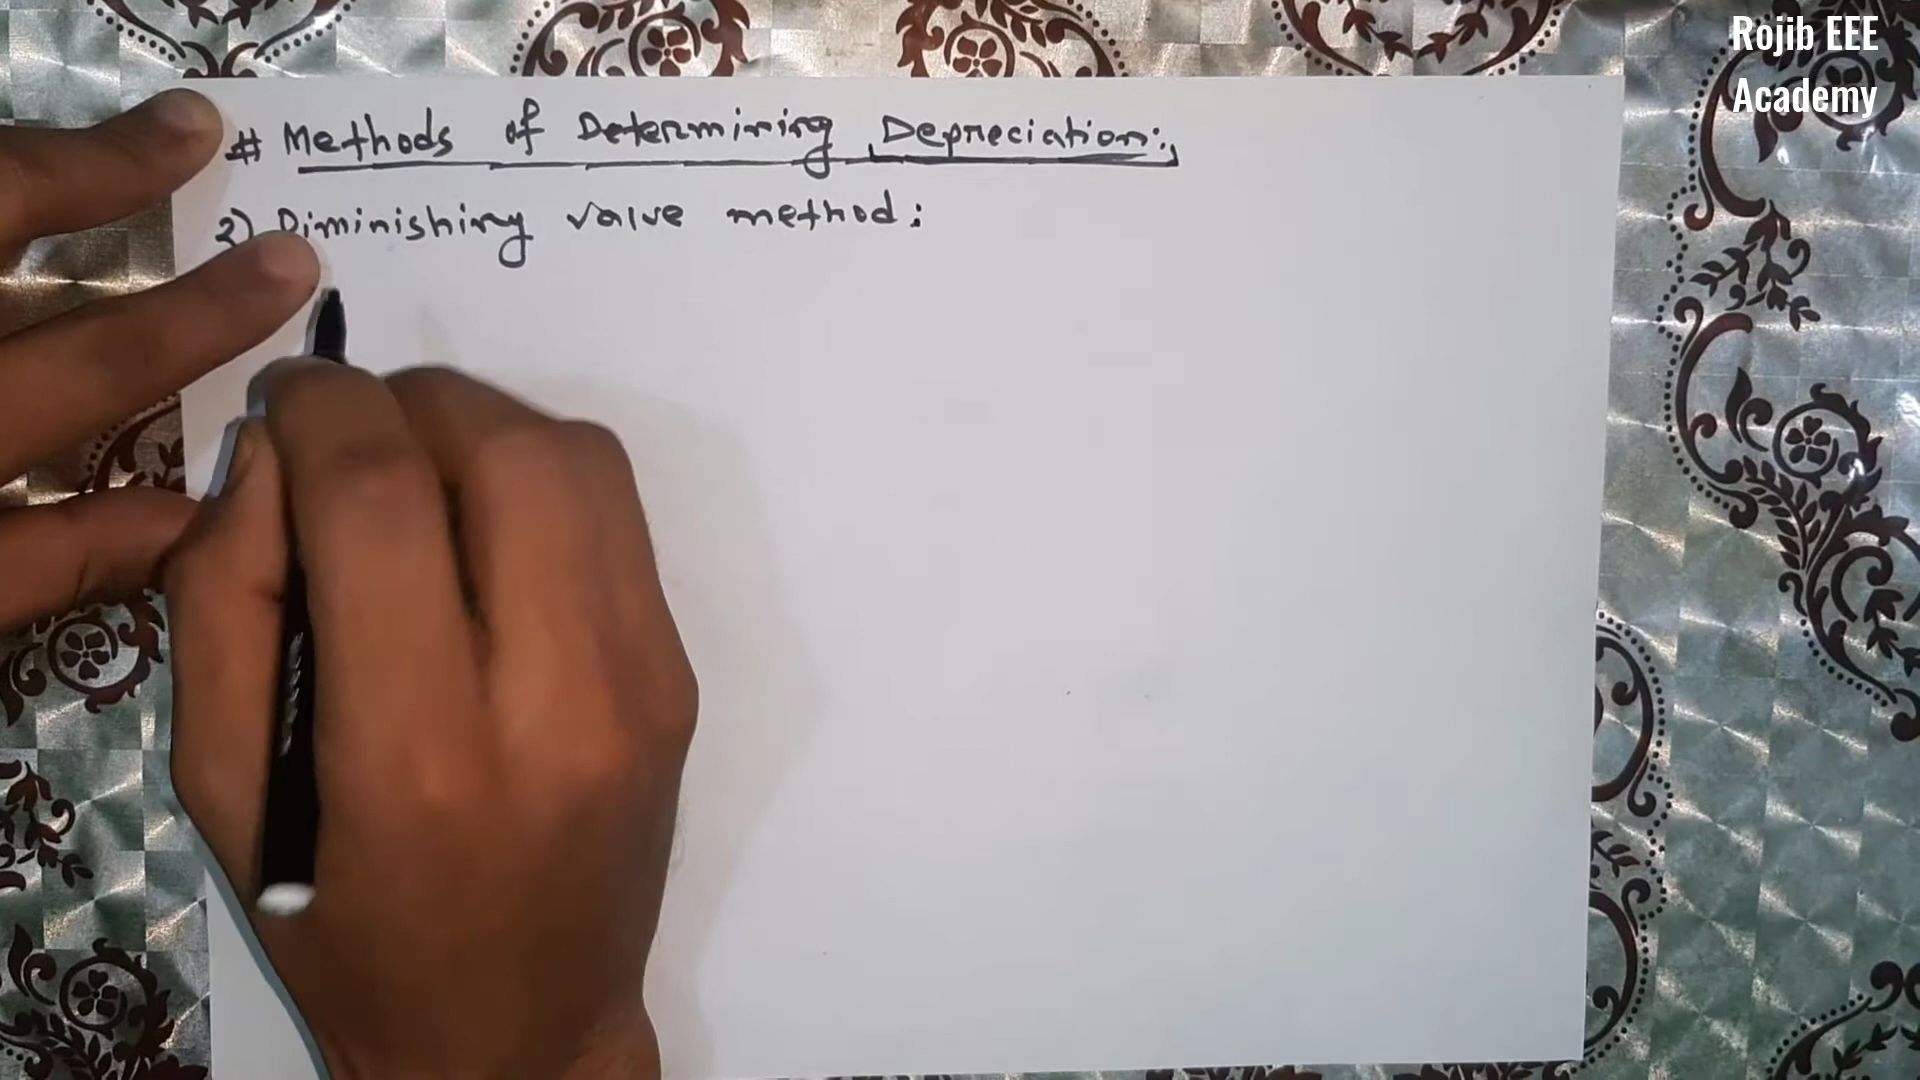 Rojib EEE
Academy
# Methods of Determining Depreciation:
2) Diminishing value method: